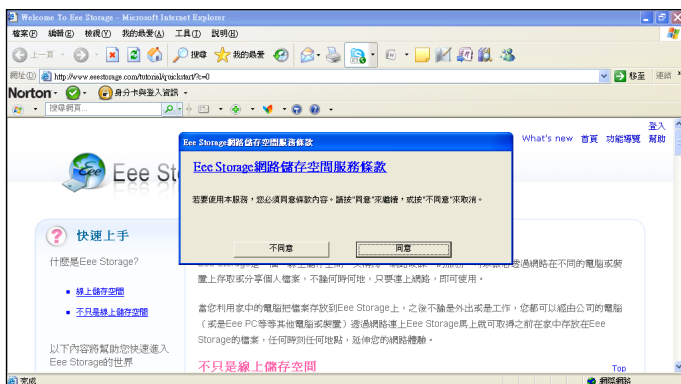 Welcome To Eee Storage - Microsoft Internet Explorer
檔案(F) 編輯(E) 檢視(V) 我的最愛(A) 工具(T) 說明(H)
上一頁 搜尋 我的最愛
網址(D) http://www.eeestorage.com/tutorial/quickstart/?c=0 移至 連結 »
Norton 身分卡與登入資訊
搜尋網頁...
登入
What's new 首頁 功能導覽 幫助
Eee St
Eee Storage網路儲存空間服務條款
Eee Storage網路儲存空間服務條款
若要使用本服務，您必須同意條款內容。請按"同意"來繼續，或按"不同意"來取消。
不同意 同意
快速上手
什麼是Eee Storage?
線上儲存空間
不只是線上儲存空間
以下內容將幫助您快速進入
Eee Storage的世界
透過網路在不同的電腦或裝
置上存取或分享個人檔案，不論何時何地，只要連上網路，即可使用。
當您利用家中的電腦把檔案存放到Eee Storage上，之後不論是外出或是工作，您都可以經由公司的電腦
（或是Eee PC等等其他電腦或裝置）透過網路連上Eee Storage馬上就可取得之前在家中存放在Eee
Storage的檔案，任何時刻任何地點，延伸您的網路體驗。
不只是線上儲存空間
Top
完成 網際網路